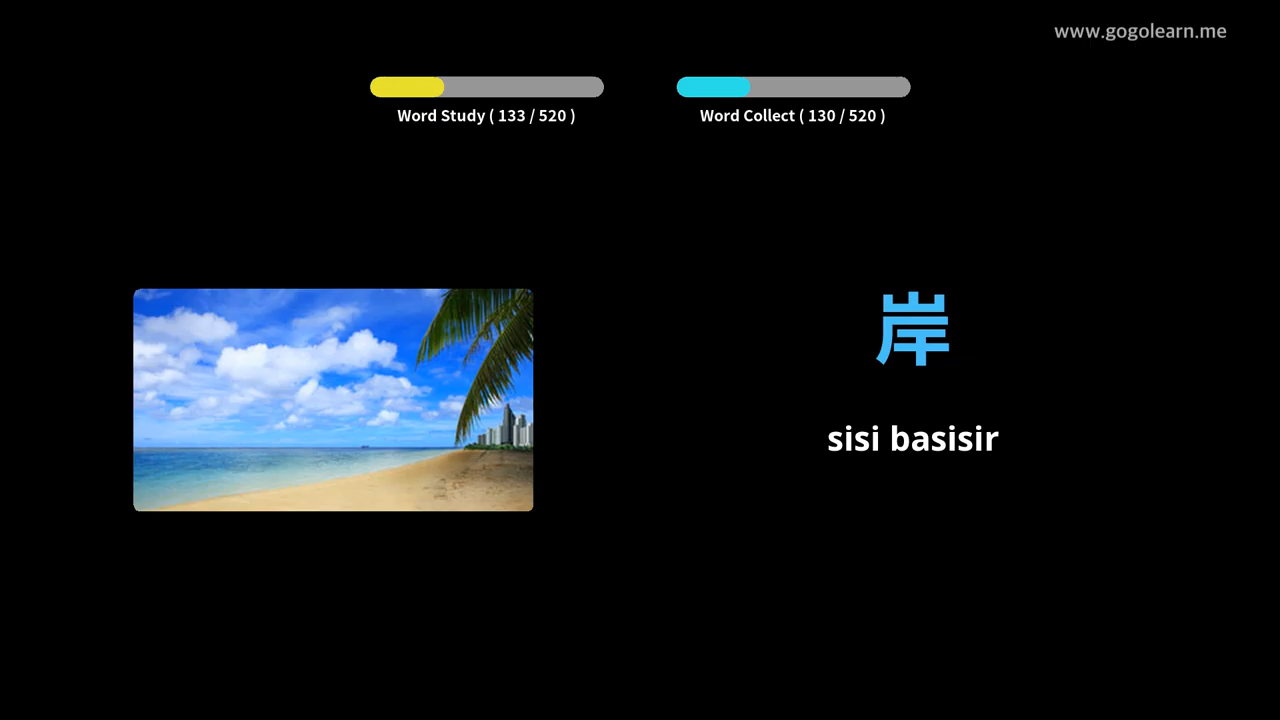 www.gogolearn.me
Word Study ( 133 / 520 )
Word Collect ( 130 / 520 )
岸
sisi basisir